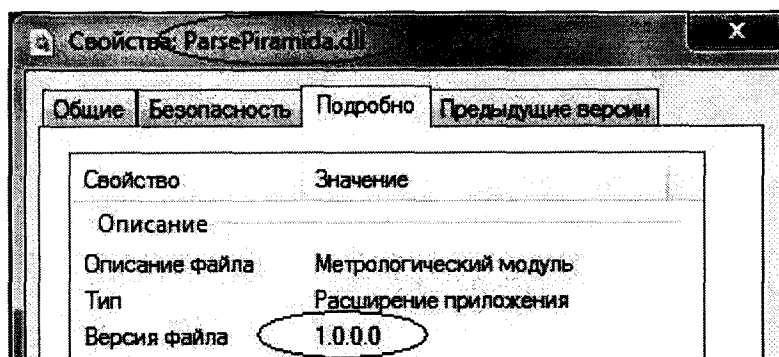 Свойства: ParsePiramida.dll
Общие Безопасность Подробно Предыдущие версии
Свойство Значение
Описание
Описание файла Метрологический модуль
Тип Расширение приложения
Версия файла 1.0.0.0